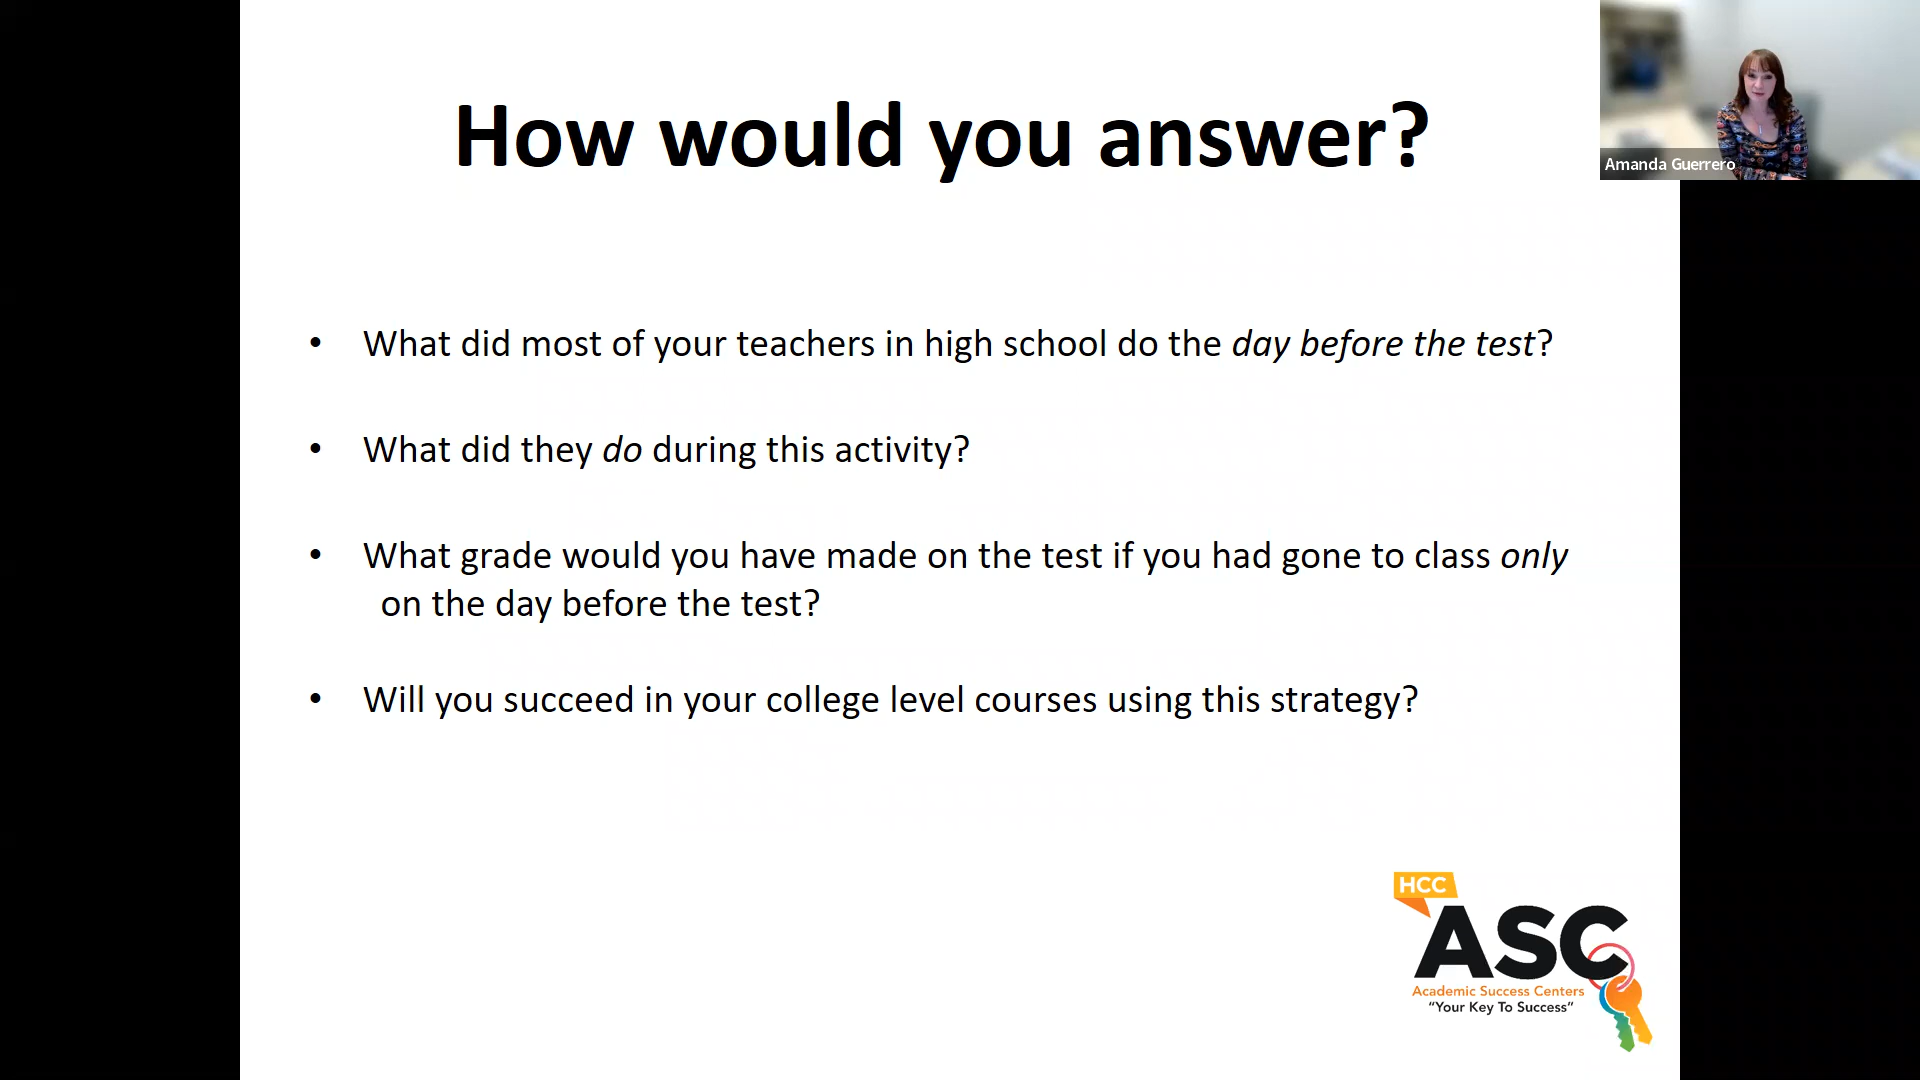 How would you answer?
Amanda Guerrero
• What did most of your teachers in high school do the day before the test?
• What did they do during this activity?
• What grade would you have made on the test if you had gone to class only
on the day before the test?
• Will you succeed in your college level courses using this strategy?
HCC
ASC
Academic Success Centers
“Your Key To Success”